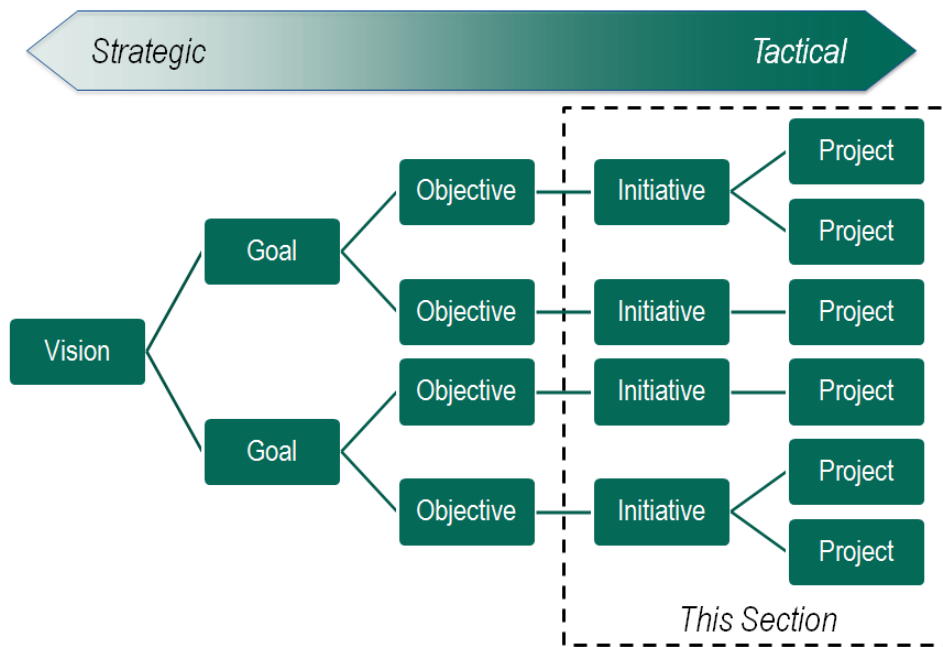 Strategic
Tactical
Project
Objective
Initiative
Project
Goal
Objective
Initiative
Project
Vision
Objective
Initiative
Project
Goal
Project
Objective
Initiative
Project
This Section